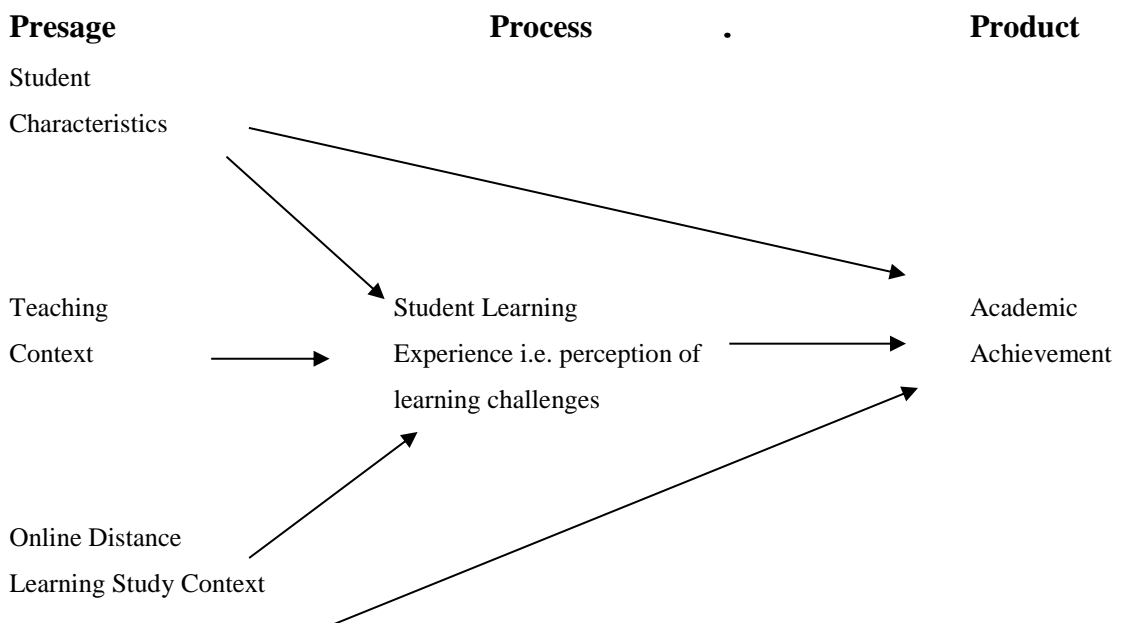 Presage Process . Product
Student
Characteristics
Teaching Student Learning Academic
Context Experience i.e. perception of Achievement
learning challenges
Online Distance
Learning Study Context